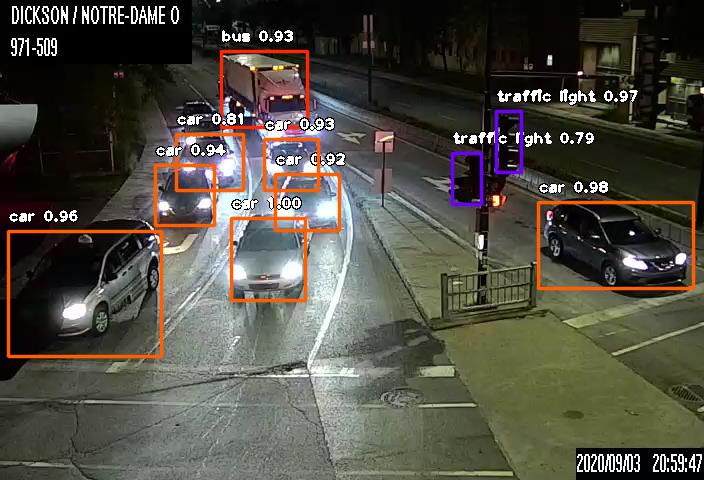 DICKSON / NOTRE-DAME O
971-509
bus 0.93
traffic light 0.97
car 0.81
car 0.93
traffic light 0.79
car 0.94
car 0.92
car 0.98
car 0.96
car 1.00
2020/09/03 20:59:47